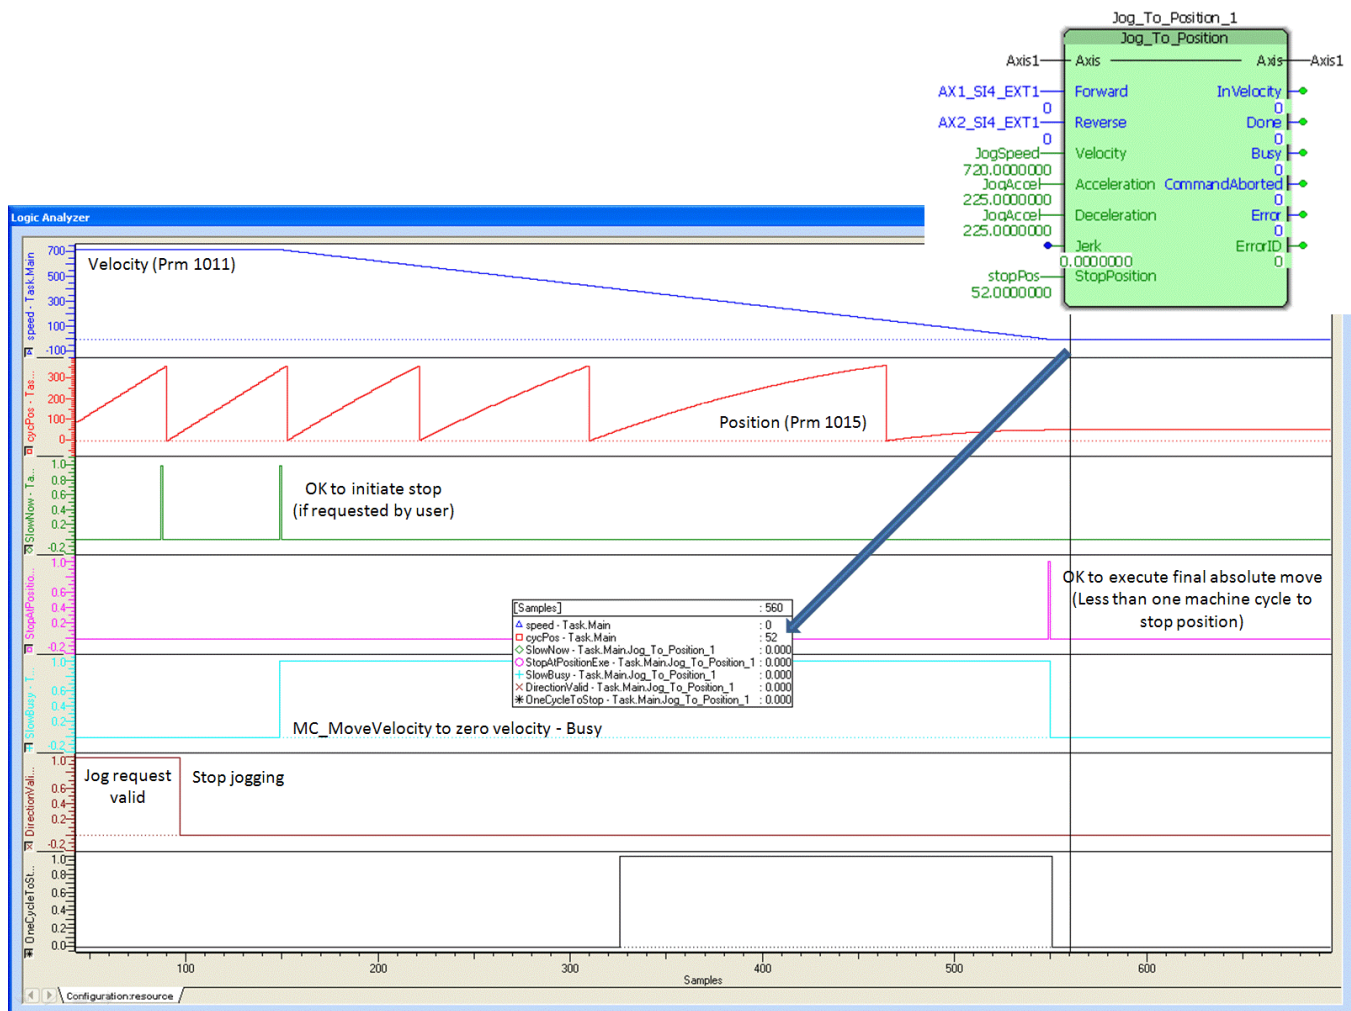 Jog_To_Position_1
Jog_To_Position
Axis1 Axis Axis Axis1
AX1_SI4_EXT1 Forward InVelocity
0 0
AX2_SI4_EXT1 Reverse Done
0 0
JogSpeed Velocity Busy
720.0000000 0
JogAccel Acceleration CommandAborted
225.0000000 0
JogAccel Deceleration Error
225.0000000 0
Jerk ErrorID
0.0000000 0
stopPos StopPosition
52.0000000
Logic Analyzer
speed - Task.Main
700
500
300
100
-100
Velocity (Prm 1011)
cycPos - Tas...
300
200
100
0
Position (Prm 1015)
SlowNow - Ta...
1.0
0.8
0.6
0.4
0.2
-0.2
OK to initiate stop
(if requested by user)
StopAtPositio...
1.0
0.6
0.4
0.2
-0.2
OK to execute final absolute move
(Less than one machine cycle to
stop position)
[Samples] : 560
speed - Task.Main : 0
cycPos - Task.Main : 52
SlowNow - Task.Main.Jog_To_Position_1 : 0.000
StopAtPositionExe - Task.Main.Jog_To_Position_1 : 0.000
SlowBusy - Task.Main.Jog_To_Position_1 : 0.000
DirectionValid - Task.Main.Jog_To_Position_1 : 0.000
OneCycleToStop - Task.Main.Jog_To_Position_1 : 0.000
SlowBusy - T...
1.0
0.6
0.4
0.2
-0.2
MC_MoveVelocity to zero velocity - Busy
DirectionVali...
1.0
0.6
0.4
0.2
-0.2
Jog request
valid
Stop jogging
OneCycleToSt...
1.0
0.8
0.6
0.4
0.2
0.0
100 200 300 400 500 600
Samples
Configuration:resource